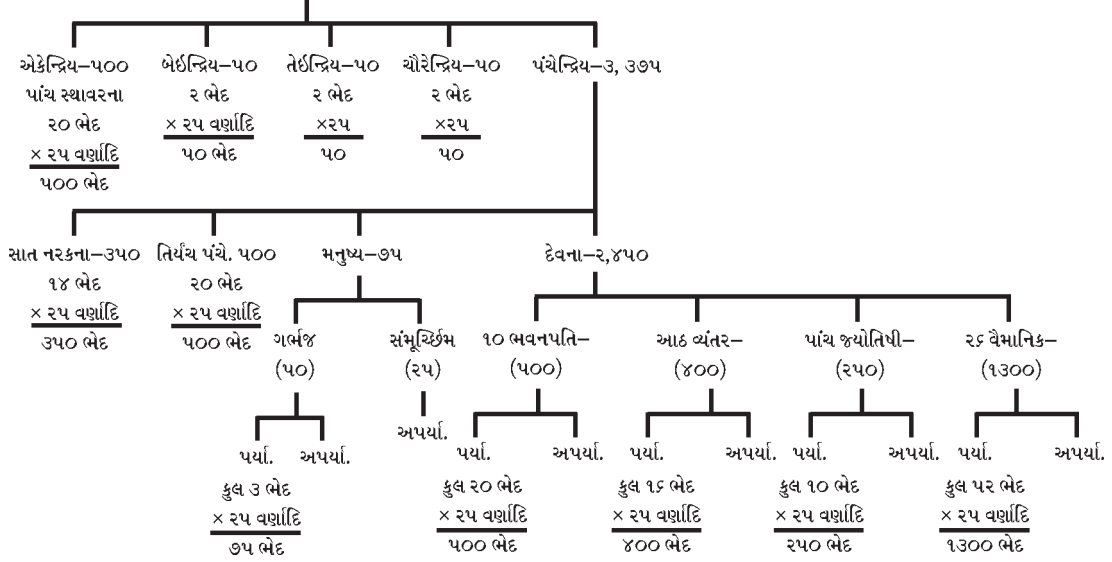 એકેન્દ્રિય–૫૦૦ બેઇન્દ્રિય–૫૦ તેઇન્દ્રિય–૫૦ ચૌરેન્દ્રિય–૫૦ પંચેન્દ્રિય–૩, ૩૭૫
પાંચ સ્થાવરના ૨ ભેદ ૨ ભેદ ૨ ભેદ
૨૦ ભેદ × ૨૫ વર્ણાદિ ×૨૫ ×૨૫
× ૨૫ વર્ણાદિ ૫૦ ભેદ ૫૦ ૫૦
૫૦૦ ભેદ
સાત નરકના–૩૫૦ તિર્યંચ પંચે. ૫૦૦ મનુષ્ય–૭૫ દેવના–૨,૪૫૦
૧૪ ભેદ ૨૦ ભેદ
× ૨૫ વર્ણાદિ × ૨૫ વર્ણાદિ
૩૫૦ ભેદ ૫૦૦ ભેદ ગર્ભજ સંમૂર્ચ્છિમ ૧૦ ભવનપતિ– આઠ વ્યંતર– પાંચ જ્યોતિષી– ૨૬ વૈમાનિક–
(૫૦) (૨૫) (૫૦૦) (૪૦૦) (૨૫૦) (૧૩૦૦)
અપર્યા.
પર્યા. અપર્યા. પર્યા. અપર્યા. પર્યા. અપર્યા. પર્યા. અપર્યા. પર્યા. અપર્યા.
કુલ ૩ ભેદ કુલ ૨૦ ભેદ કુલ ૧૬ ભેદ કુલ ૧૦ ભેદ કુલ ૫૨ ભેદ
× ૨૫ વર્ણાદિ × ૨૫ વર્ણાદિ × ૨૫ વર્ણાદિ × ૨૫ વર્ણાદિ × ૨૫ વર્ણાદિ
૭૫ ભેદ ૫૦૦ ભેદ ૪૦૦ ભેદ ૨૫૦ ભેદ ૧૩૦૦ ભેદ